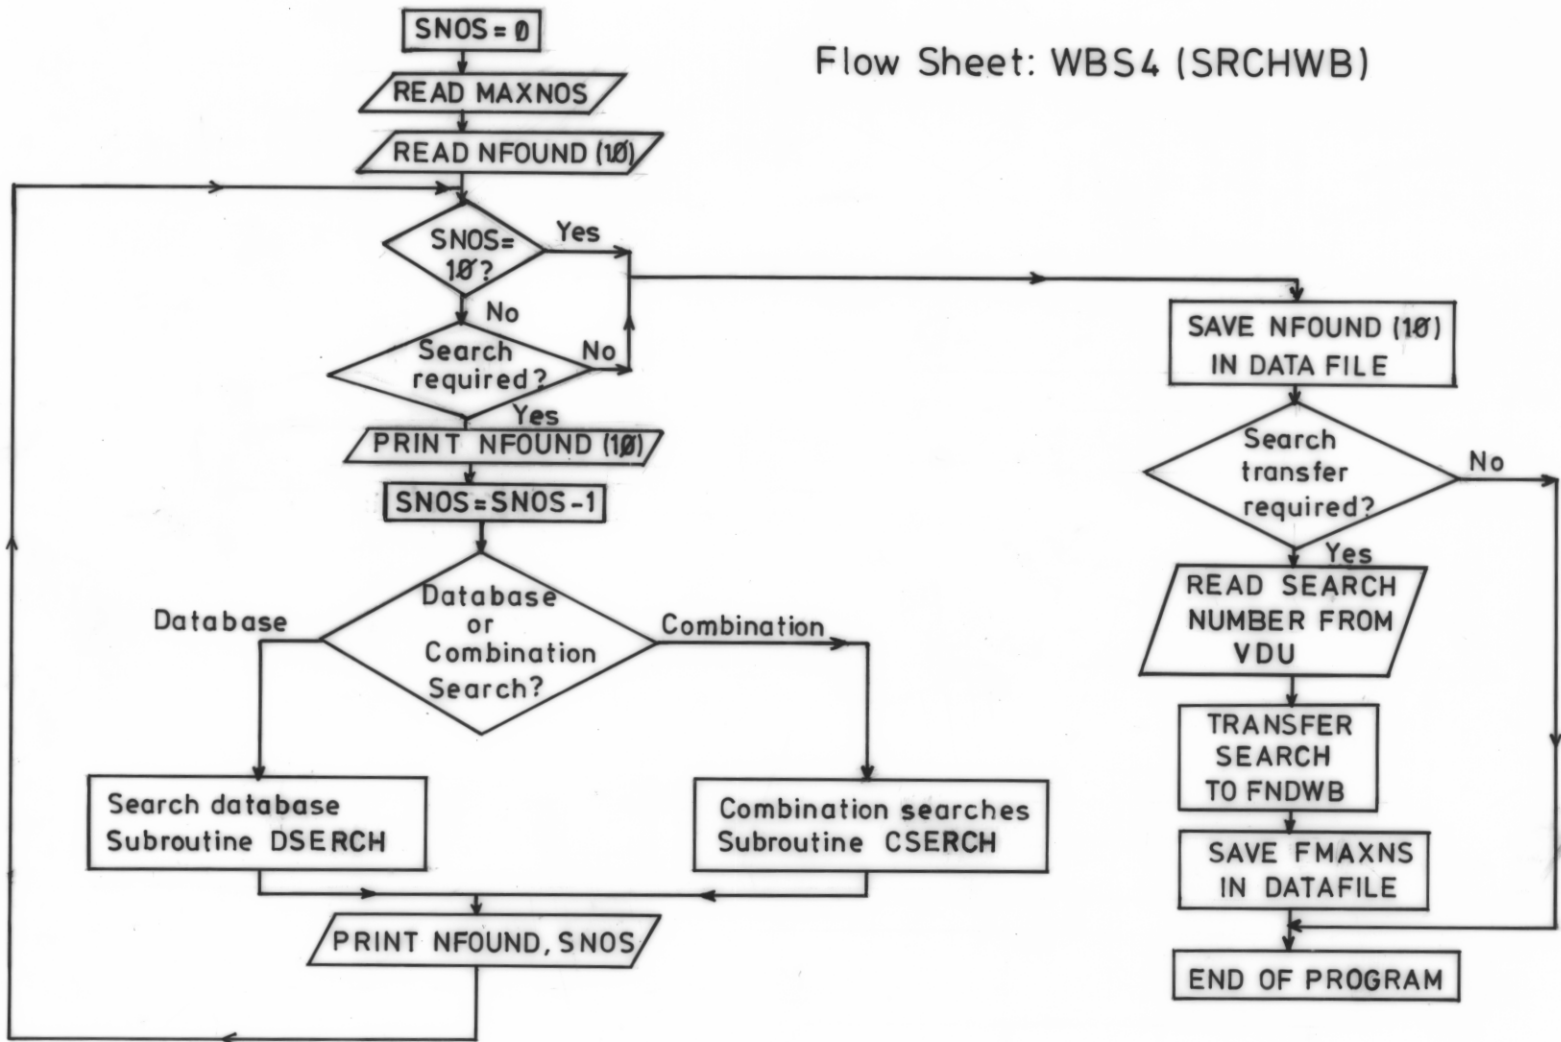 Flow Sheet: WBS4 (SRCHWB)
SNOS = 0
READ MAXNOS
READ NFOUND (10)
SNOS=
10?
Yes
No
Search
required?
No
Yes
PRINT NFOUND (10)
SNOS=SNOS-1
Database
or
Combination
Search?
Database
Combination
Search database
Subroutine DSERCH
Combination searches
Subroutine CSERCH
PRINT NFOUND, SNOS
SAVE NFOUND (10)
IN DATA FILE
Search
transfer
required?
No
Yes
READ SEARCH
NUMBER FROM
VDU
TRANSFER
SEARCH
TO FNDWB
SAVE FMAXNS
IN DATAFILE
END OF PROGRAM